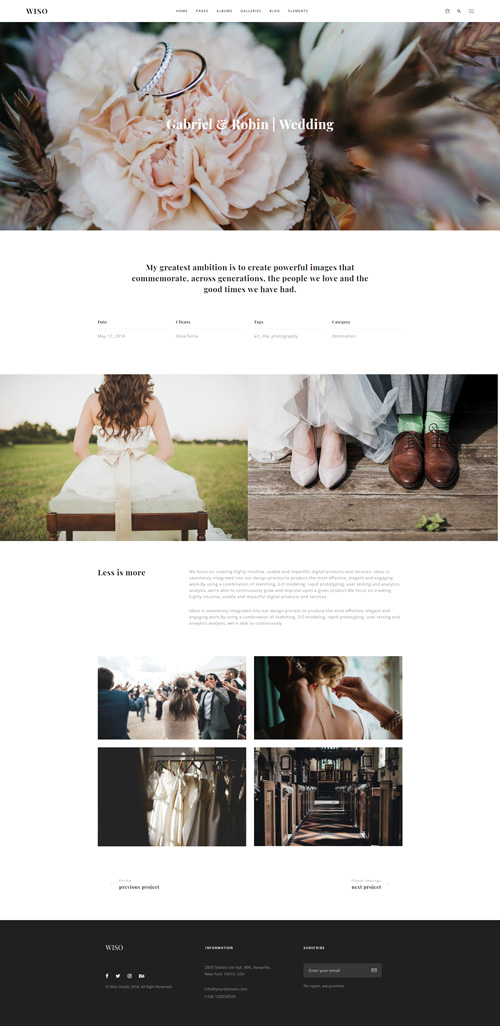 WISO
HOME PAGES ALBUMS GALLERIES BLOG ELEMENTS
Gabriel & Robin | Wedding
My greatest ambition is to create powerful images that
commemorate, across generations, the people we love and the
good times we have had.
Date Clients Tags Category
May 17, 2018 Alisa Ferris art, life, photography destination
Less is more
We focus on creating highly intuitive, usable and impactful digital products and services. Ideas is
seemlessly integrated into our design process to produce the most effective, elegant and engaging
work.By using a combination of sketching, 3-D modeling, rapid prototyping, user testing and analytics
analysis, we're able to continuously grow and improve upon a given product.We focus on creating
highly intuitive, usable and impactful digital products and services.
Ideas is seemlessly integrated into our design process to produce the most effective, elegant and
engaging work.By using a combination of sketching, 3-D modeling, rapid prototyping, user testing and
analytics analysis, we're able to continuously
previous project
next project
WISO
INFORMATION
SUBSCRIBE
2005 Stokes Isle Apt. 896, Venaville,
New York 10010, USA
Enter your email
info@yourdomain.com
(+68) 120034509
No spam, we promise
© Wiso Studio 2018. All Right Reserved.